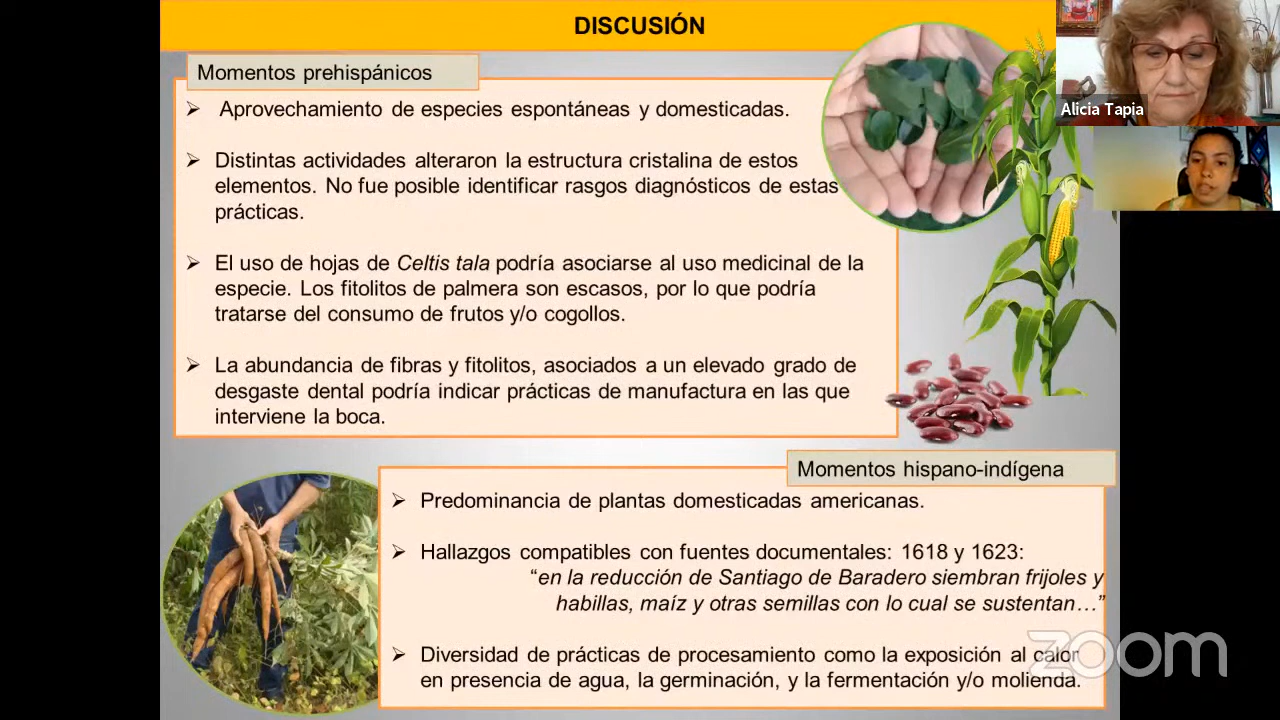 DISCUSIÓN
Momentos prehispánicos
➢ Aprovechamiento de especies espontáneas y domesticadas.
➢ Distintas actividades alteraron la estructura cristalina de estos
elementos. No fue posible identificar rasgos diagnósticos de estas
prácticas.
➢ El uso de hojas de Celtis tala podría asociarse al uso medicinal de la
especie. Los fitolitos de palmera son escasos, por lo que podría
tratarse del consumo de frutos y/o cogollos.
➢ La abundancia de fibras y fitolitos, asociados a un elevado grado de
desgaste dental podría indicar prácticas de manufactura en las que
interviene la boca.
Momentos hispano-indígena
➢ Predominancia de plantas domesticadas americanas.
➢ Hallazgos compatibles con fuentes documentales: 1618 y 1623:
“en la reducción de Santiago de Baradero siembran frijoles y
habillas, maíz y otras semillas con lo cual se sustentan…”
➢ Diversidad de prácticas de procesamiento como la exposición al calor
en presencia de agua, la germinación, y la fermentación y/o molienda.
Alicia Tapia
zoom